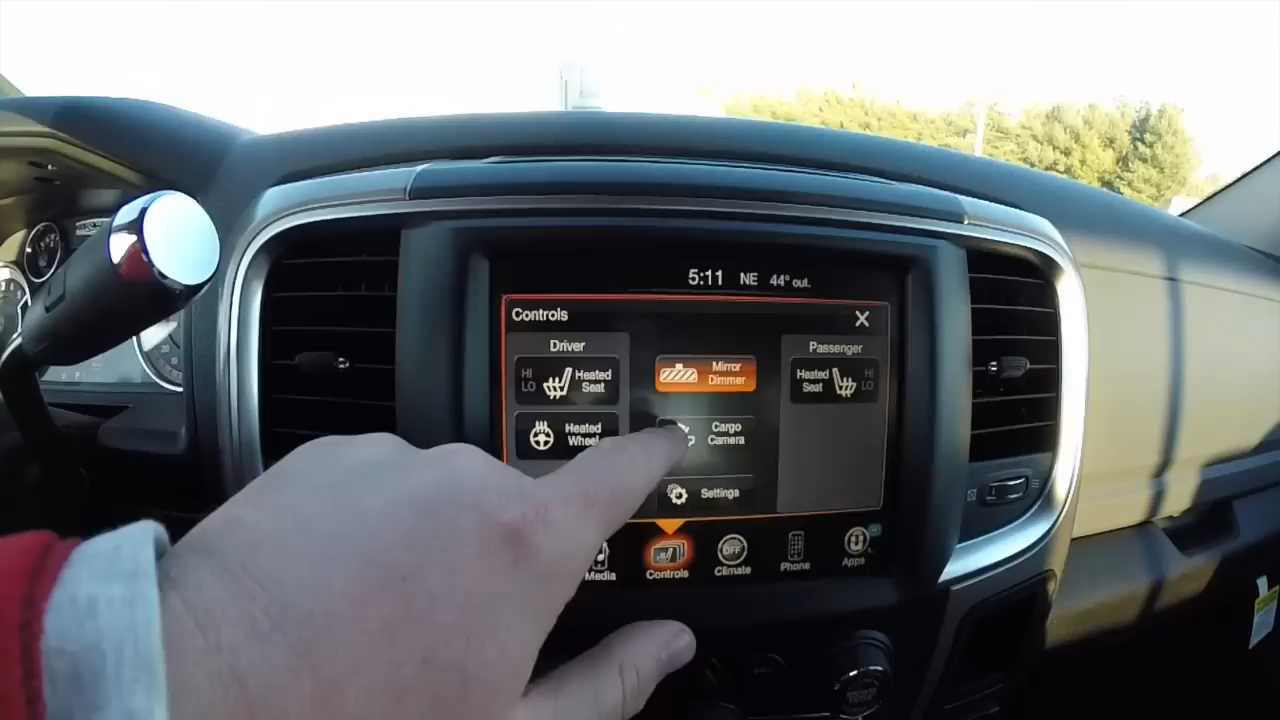 5:11 NE 44° out.
Controls
Driver
HI
LO
Heated
Seat
Heated
Wheel
Mirror
Dimmer
Cargo
Camera
Settings
Passenger
Heated
Seat
HI
LO
Media
Controls
OFF
Climate
Phone
Apps